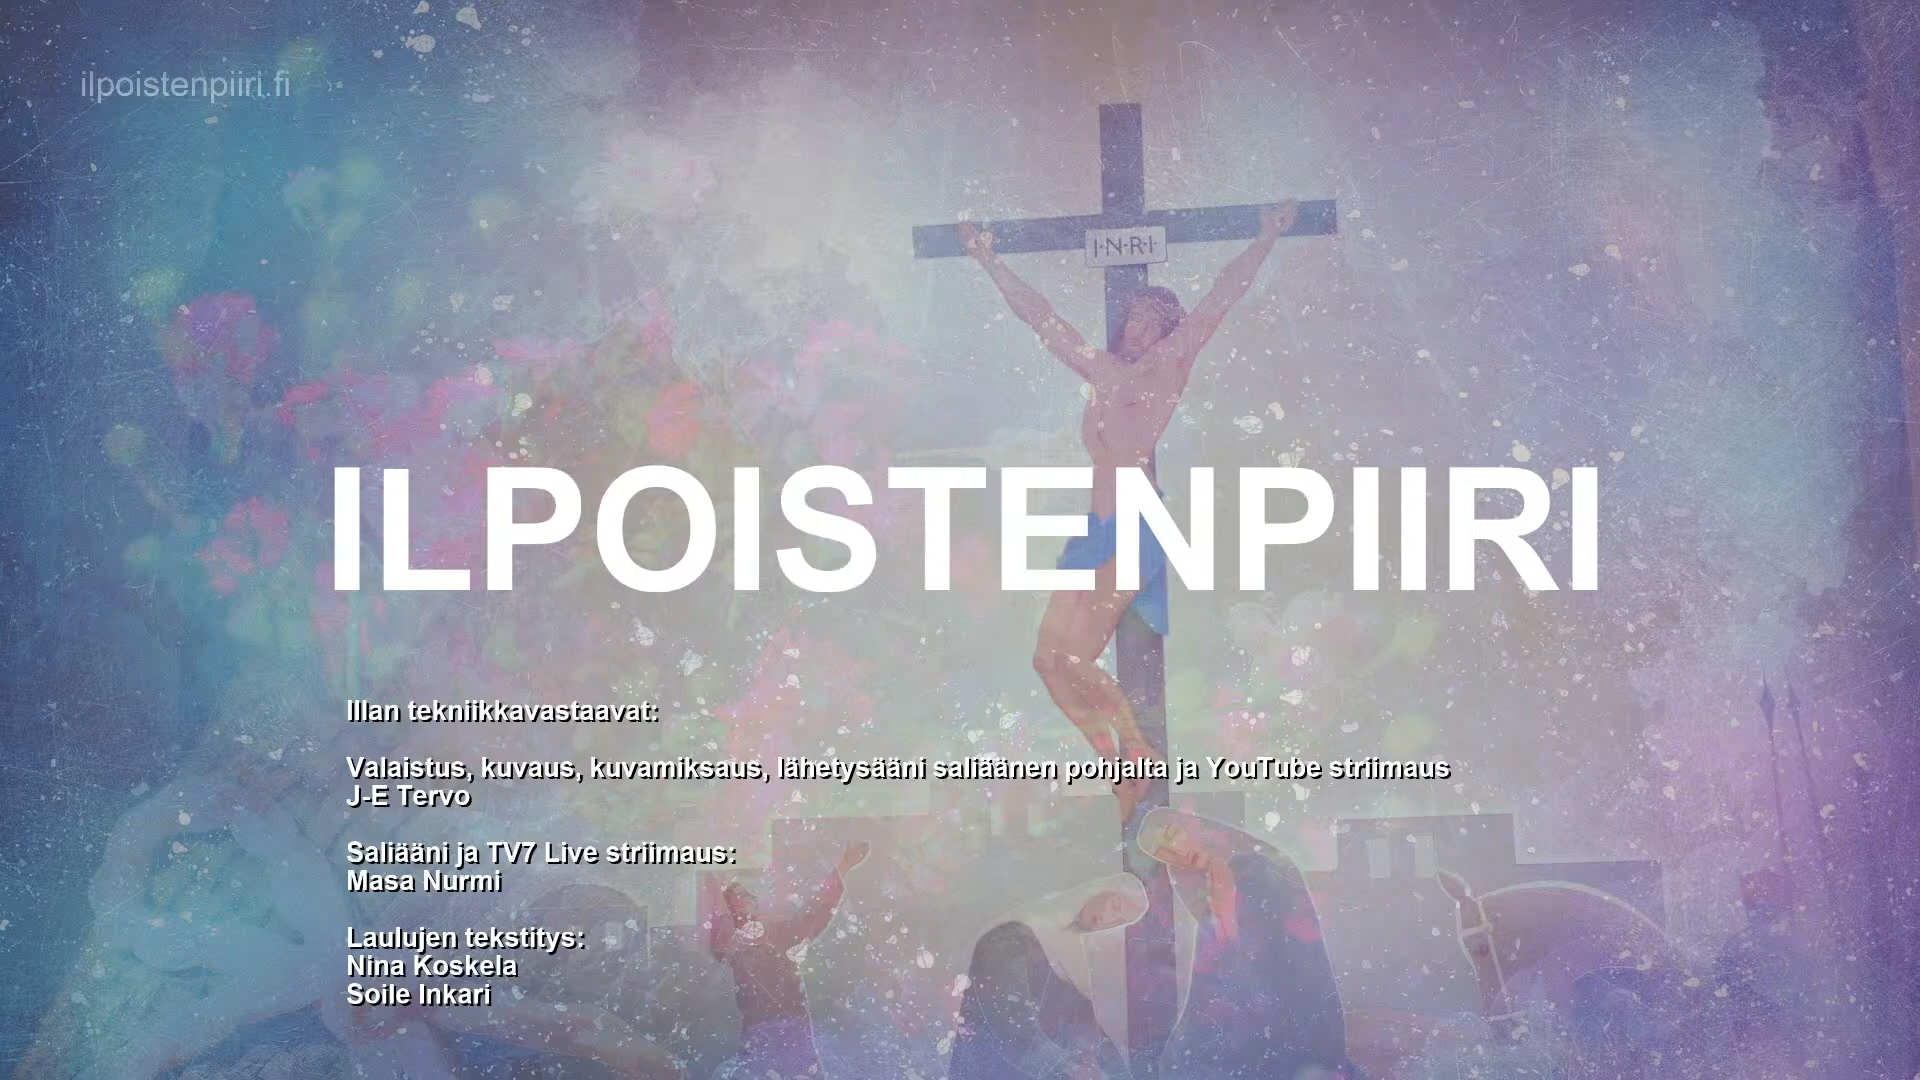 ilpoistenpiiri.fi
I·N·R·I·
ILPOISTENPIIRI
Illan tekniikkavastaavat:
Valaistus, kuvaus, kuvamiksaus, lähetysääni saliäänen pohjalta ja YouTube striimaus
J-E Tervo
Saliääni ja TV7 Live striimaus:
Masa Nurmi
Laulujen tekstitys:
Nina Koskela
Soile Inkari